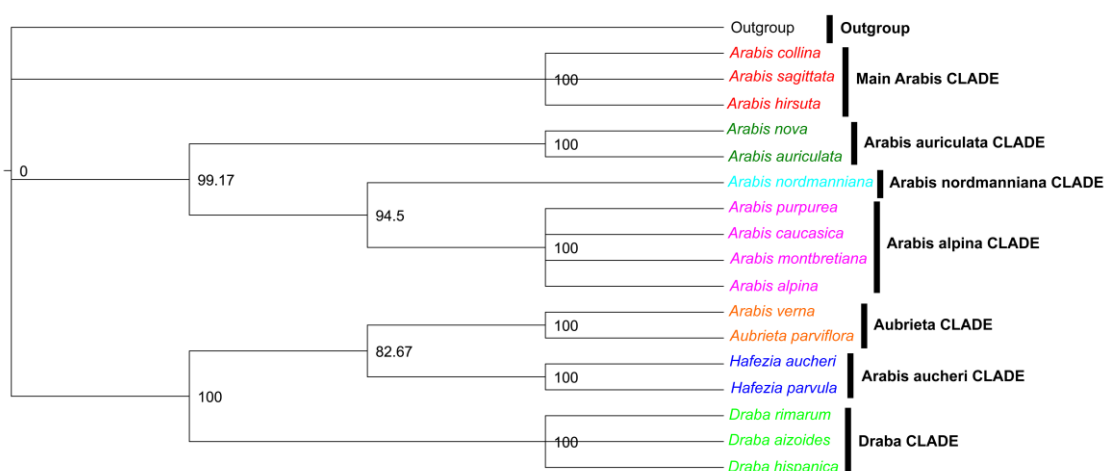 Outgroup Outgroup
Arabis collina
100 Arabis sagittata Main Arabis CLADE
Arabis hirsuta
Arabis nova
100 Arabis auriculata CLADE
Arabis auriculata
0
99.17 Arabis nordmanniana Arabis nordmanniana CLADE
Arabis purpurea
94.5
Arabis caucasica
100 Arabis alpina CLADE
Arabis montbretiana
Arabis alpina
Arabis verna
100 Aubrieta CLADE
Aubrieta parviflora
82.67
Hafezia aucheri
100 Arabis aucheri CLADE
Hafezia parvula
100
Draba rimarum
100 Draba aizoides Draba CLADE
Draba hispanica